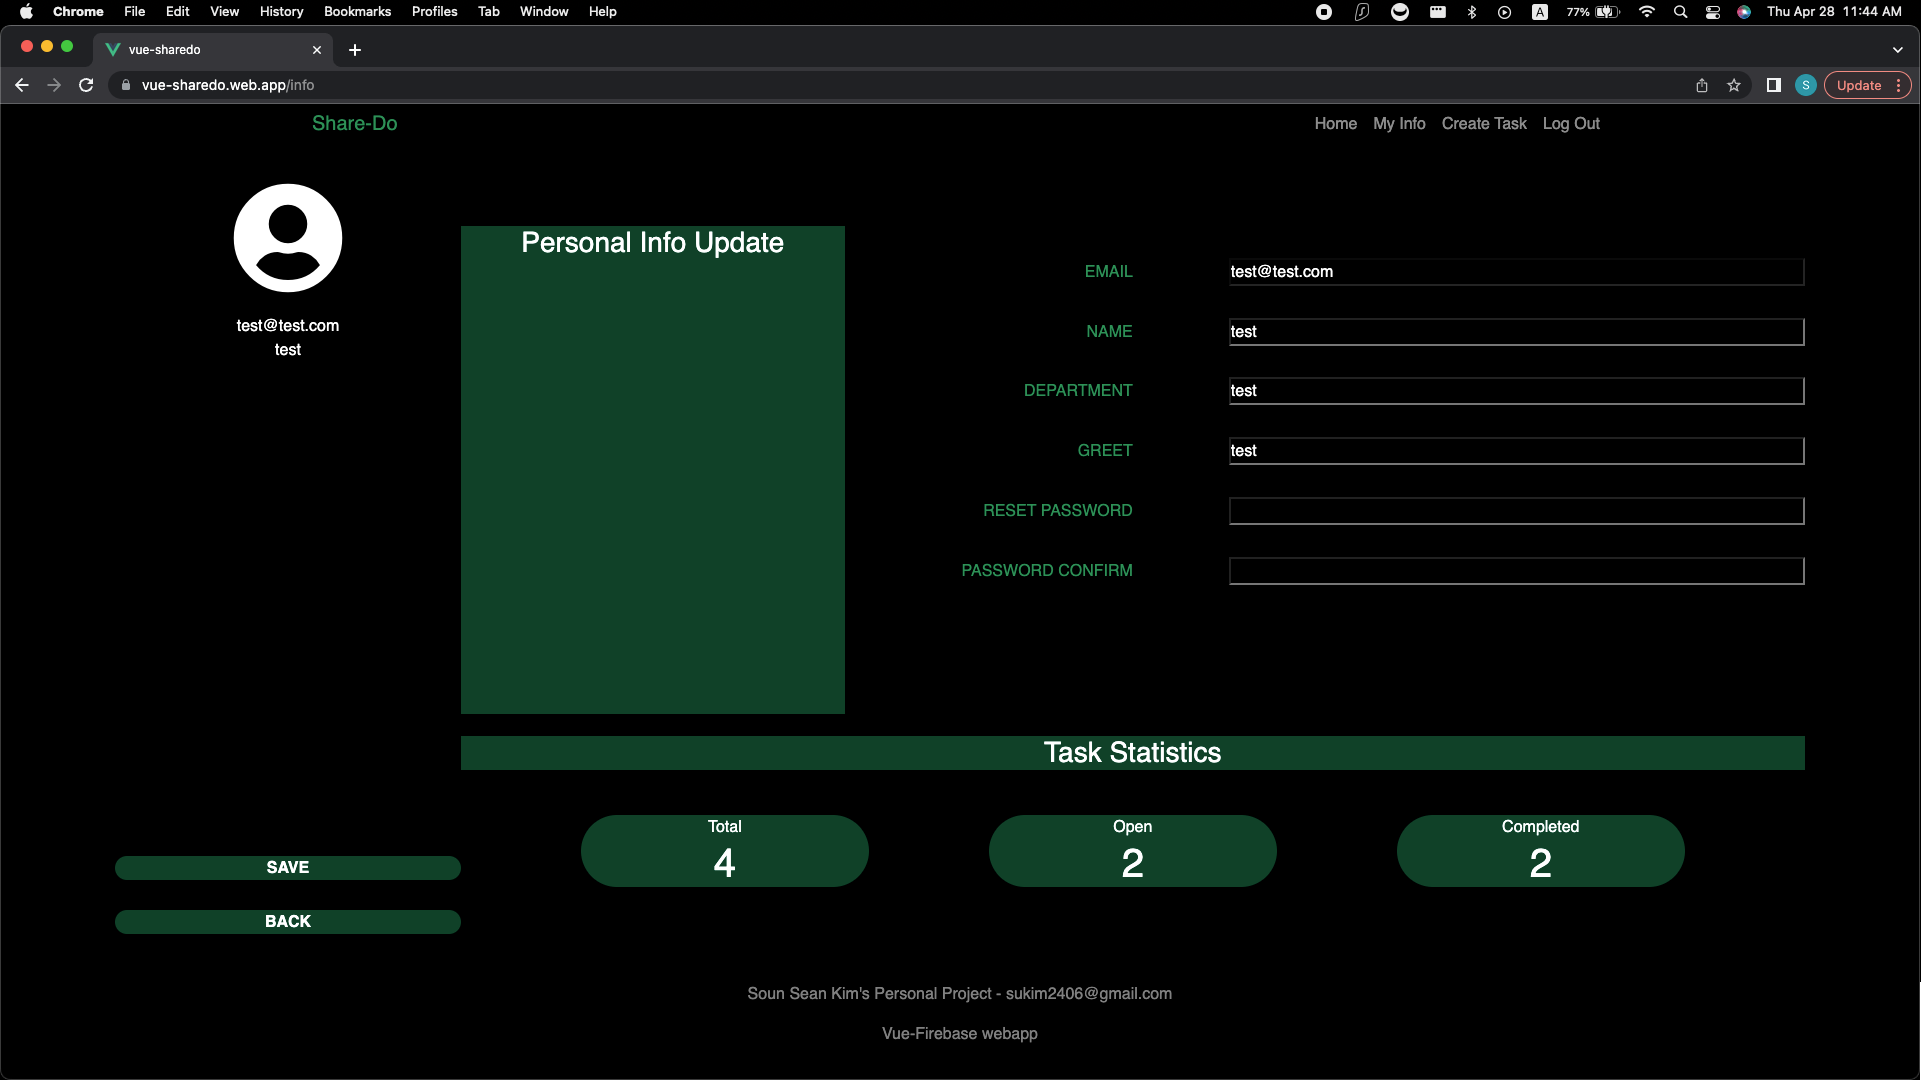 Chrome File Edit View History Bookmarks Profiles Tab Window Help A 77% Thu Apr 28 11:44 AM
vue-sharedo
vue-sharedo.web.app/info S Update
Share-Do Home My Info Create Task Log Out
test@test.com
test
Personal Info Update
EMAIL test@test.com
NAME test
DEPARTMENT test
GREET test
RESET PASSWORD
PASSWORD CONFIRM
Task Statistics
Total Open Completed
4 2 2
SAVE
BACK
Soun Sean Kim's Personal Project - sukim2406@gmail.com
Vue-Firebase webapp